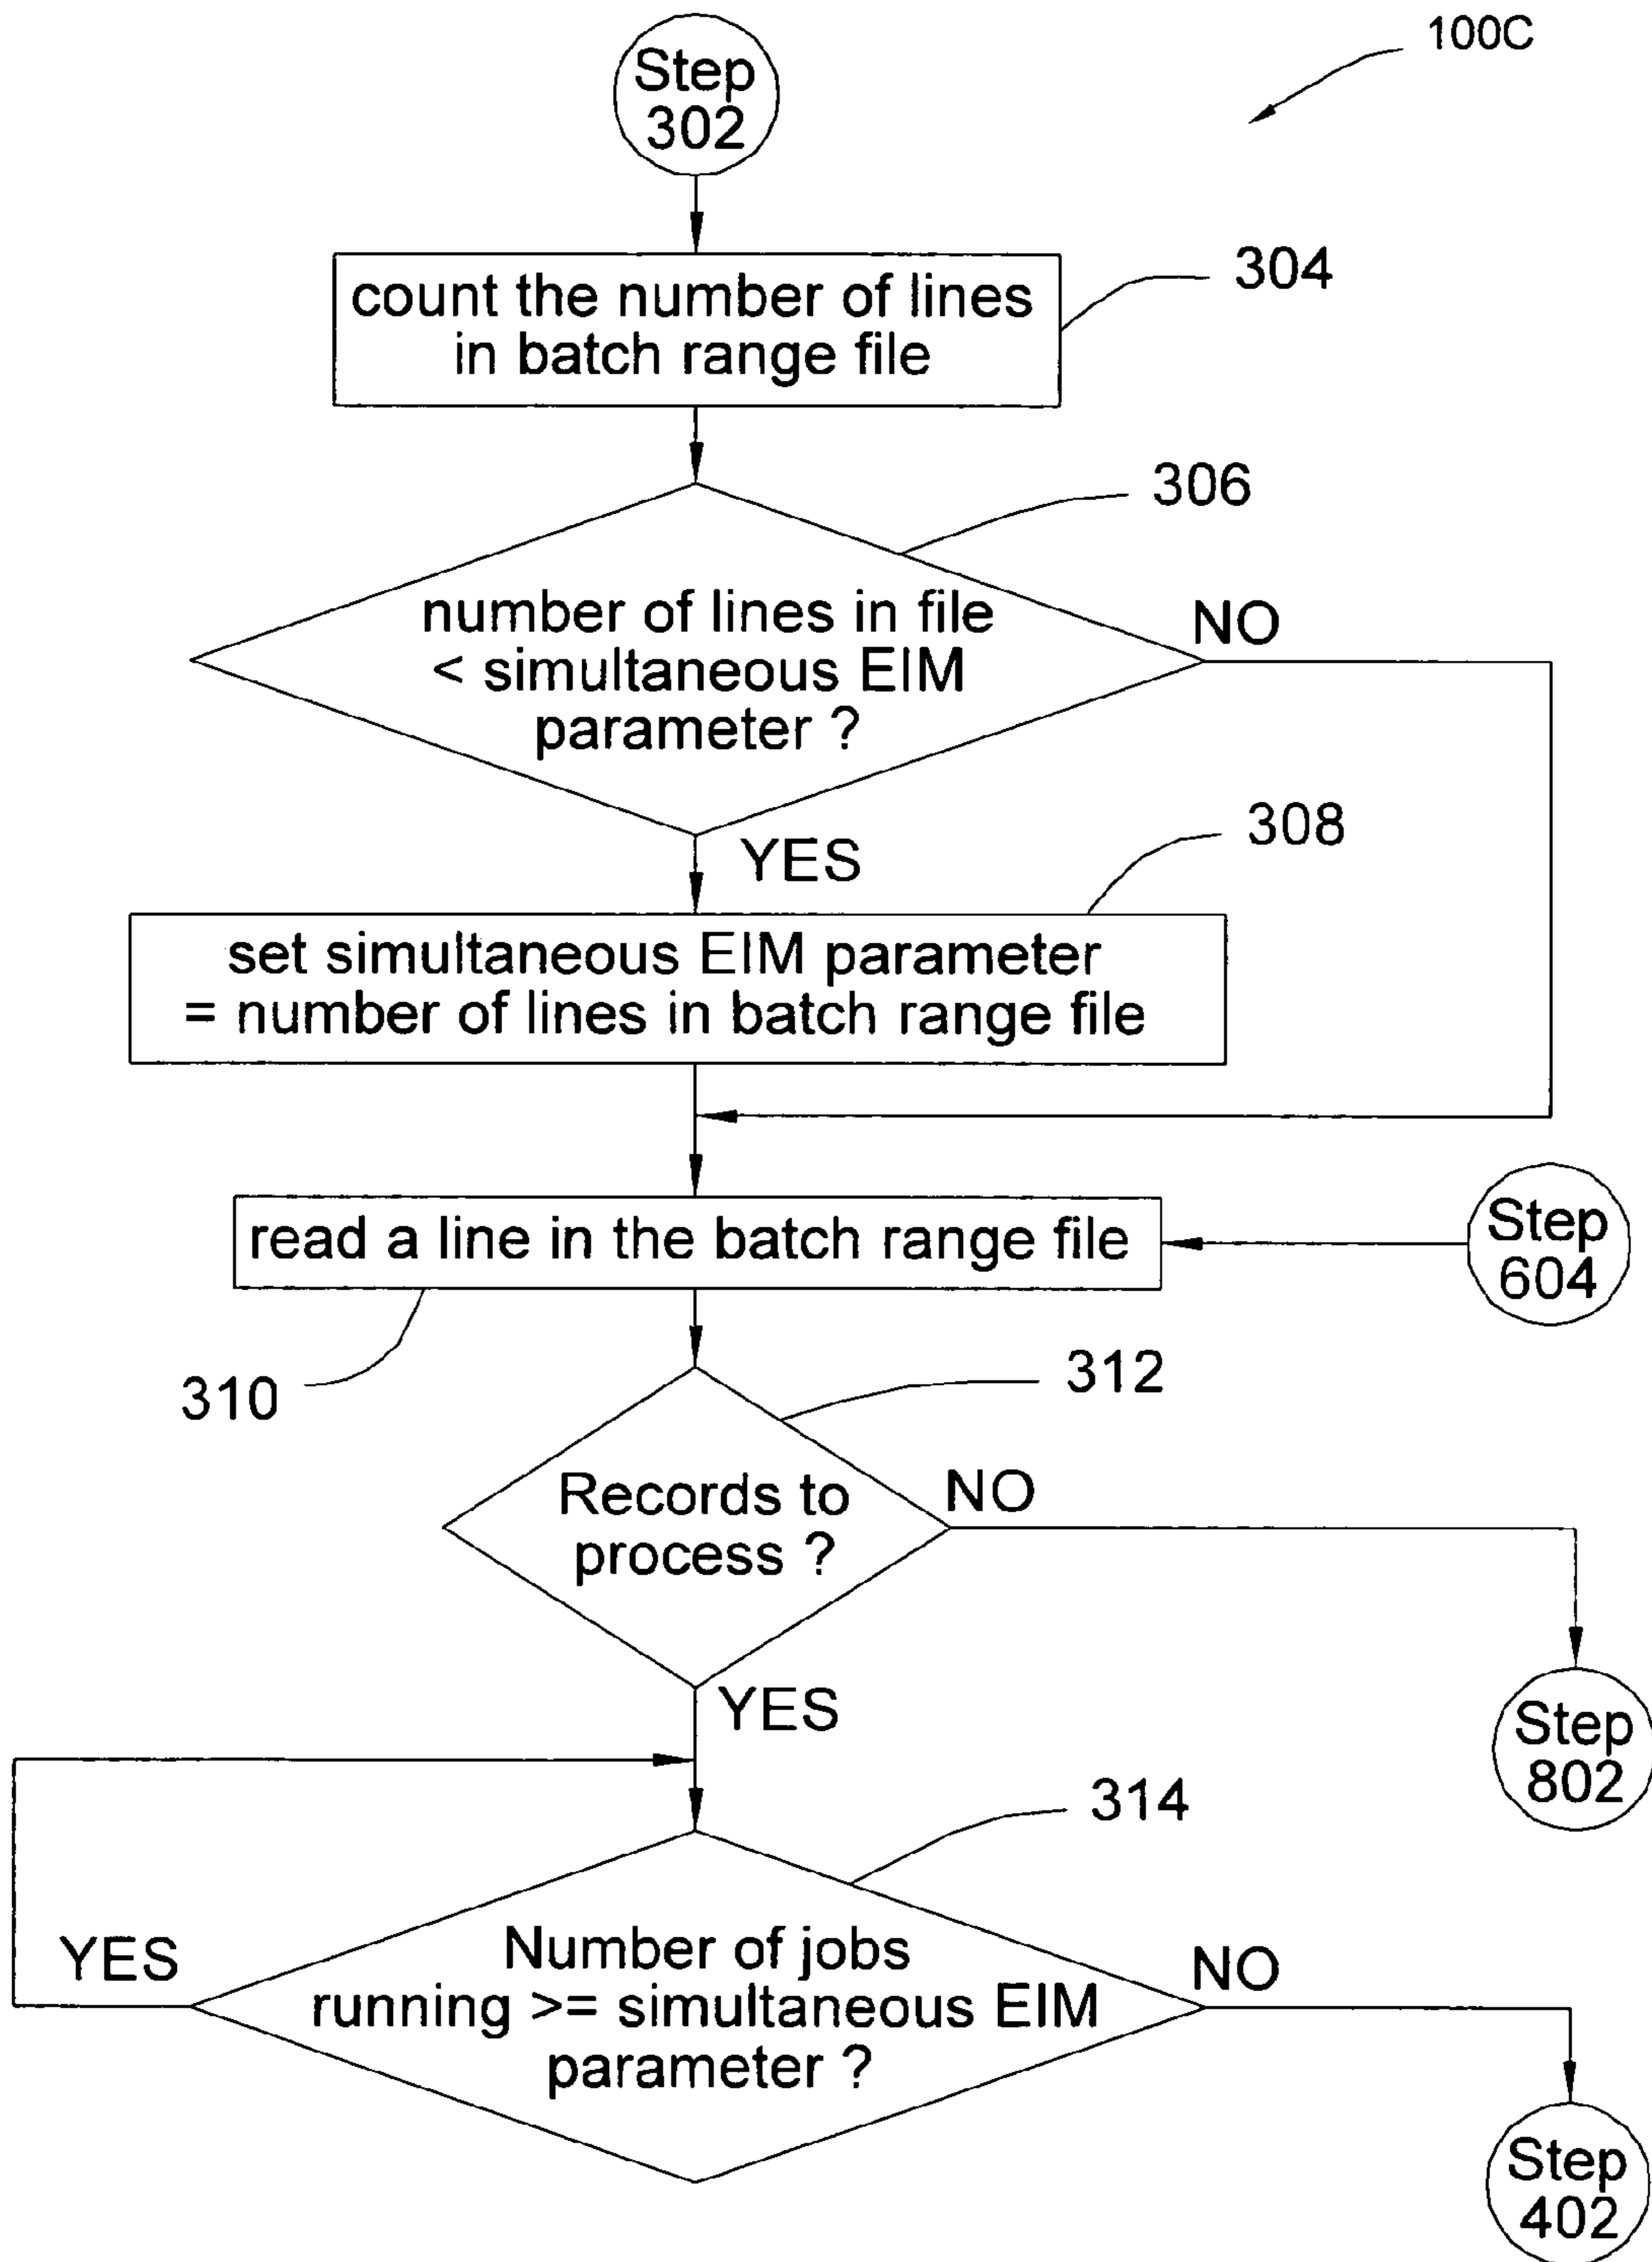 100C
Step
302
304
count the number of lines
in batch range file
306
number of lines in file
< simultaneous EIM
parameter ?
NO
YES
308
set simultaneous EIM parameter
= number of lines in batch range file
read a line in the batch range file
Step
604
310
312
Records to
process ?
NO
YES
Step
802
314
Number of jobs
running >= simultaneous EIM
parameter ?
YES
NO
Step
402